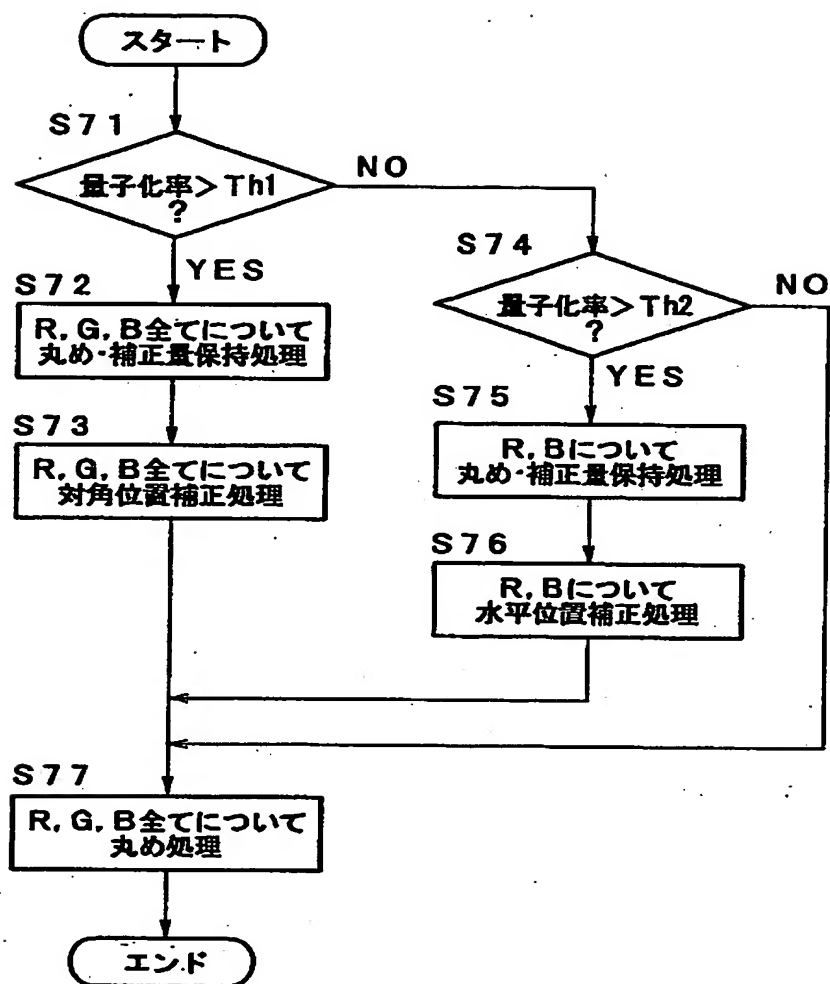 スタート
S71
量子化率>Th1
?
NO
YES
S72
R, G, B全てについて
丸め・補正量保持処理
S73
R, G, B全てについて
対角位置補正処理
S74
量子化率>Th2
?
NO
YES
S75
R, Bについて
丸め・補正量保持処理
S76
R, Bについて
水平位置補正処理
S77
R, G, B全てについて
丸め処理
エンド